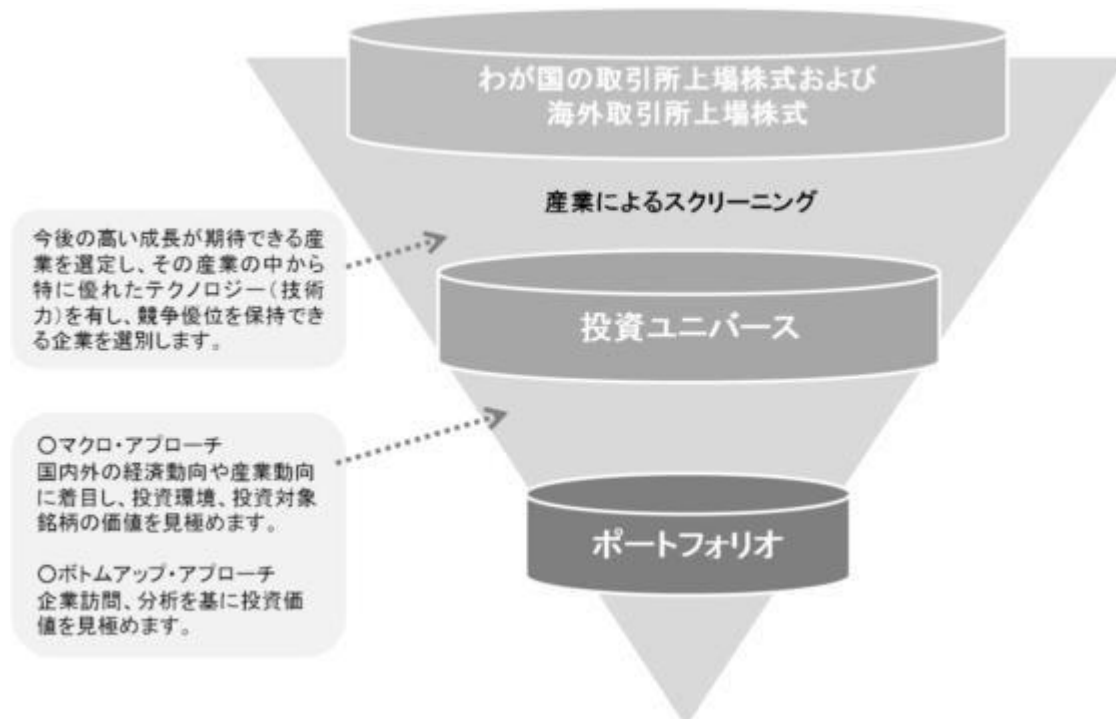 わが国の取引所上場株式および
海外取引所上場株式
産業によるスクリーニング
今後の高い成長が期待できる産
業を選定し、その産業の中から
特に優れたテクノロジー(技術
力)を有し、競争優位を保持でき
る企業を選別します。
投資ユニバース
○マクロ・アプローチ
国内外の経済動向や産業動向
に着目し、投資環境、投資対象
銘柄の価値を見極めます。
○ボトムアップ・アプローチ
企業訪問、分析を基に投資価
値を見極めます。
ポートフォリオ